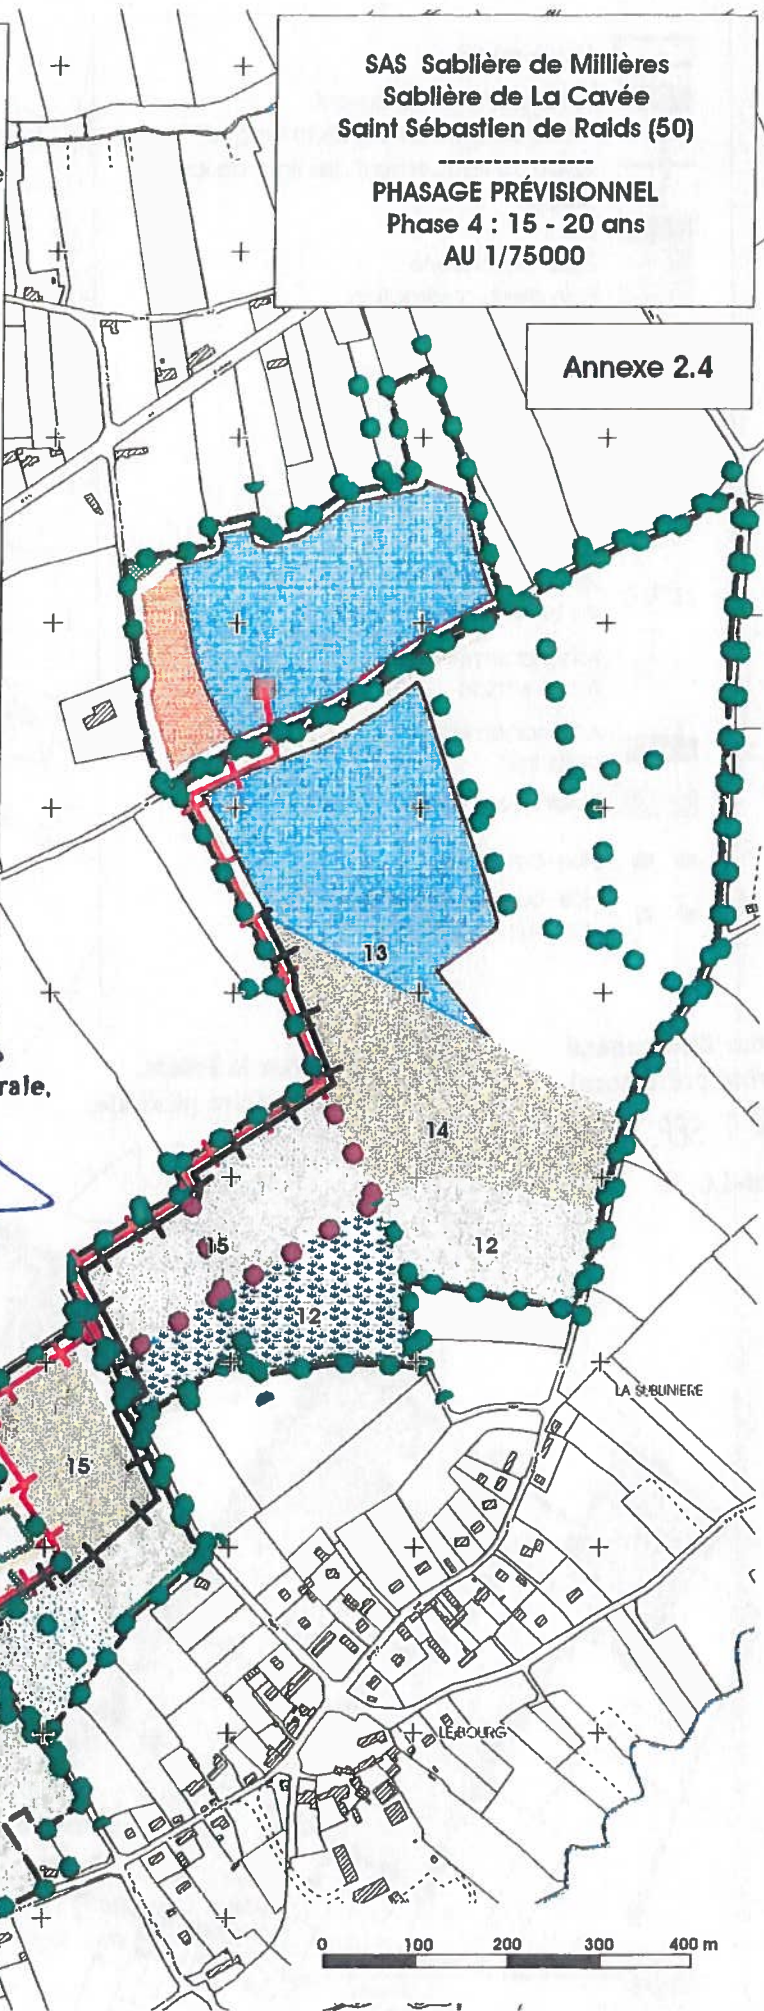 SAS Sablière de Millières
Sablière de La Cavée
Saint Sébastien de Raids (50)
-----------------
PHASAGE PRÉVISIONNEL
Phase 4 : 15 - 20 ans
AU 1/75000
Annexe 2.4
13
rale,
14
15
12
12
LA SUBLINIERE
15
LE BOURG
0 100 200 300 400 m